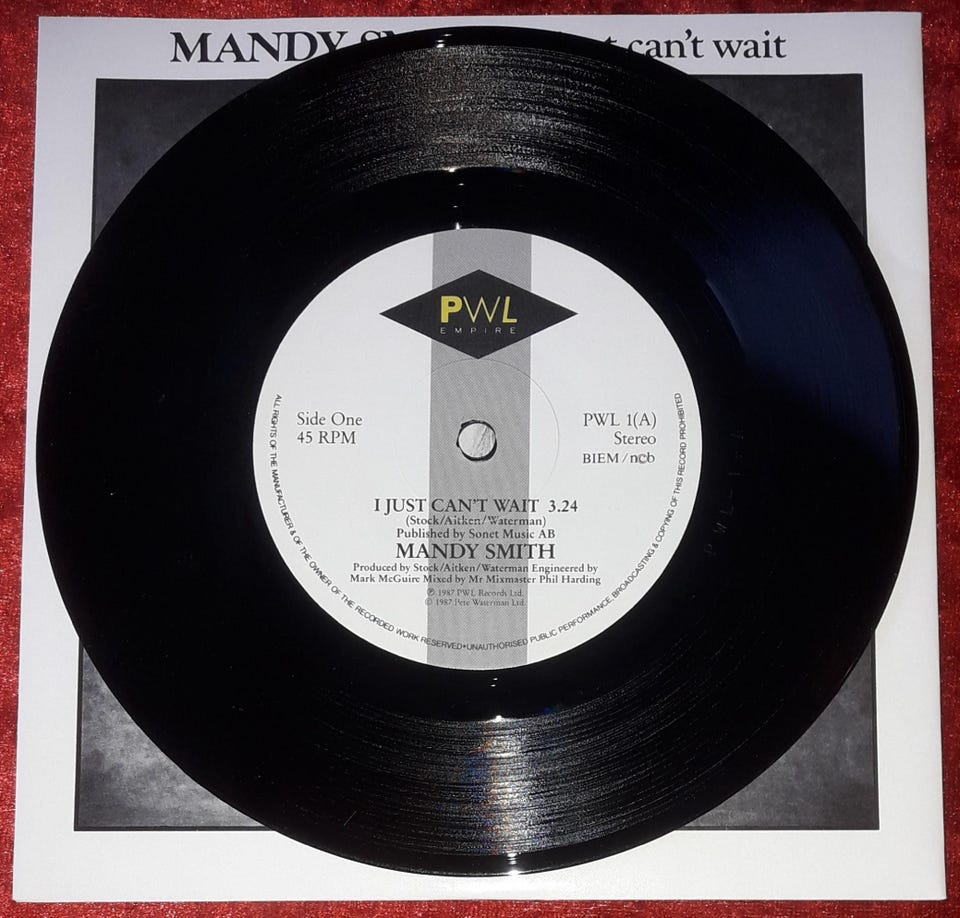 MANDY can't wait
PWL
EMPIRE
Side One
45 RPM
PWL 1(A)
Stereo
BIEM/ncb
I JUST CAN'T WAIT 3.24
(Stock/Aitken/Waterman)
Published by Sonet Music AB
MANDY SMITH
Produced by Stock/Aitken/Waterman Engineered by
Mark McGuire Mixed by Mr Mixmaster Phil Harding
℗ 1987 PWL Records Ltd.
© 1987 Pete Waterman Ltd.
ALL RIGHTS OF THE MANUFACTURER & OF THE OWNER OF THE RECORDED WORK RESERVED•UNAUTHORISED PUBLIC PERFORMANCE, BROADCASTING & COPYING OF THIS RECORD PROHIBITED